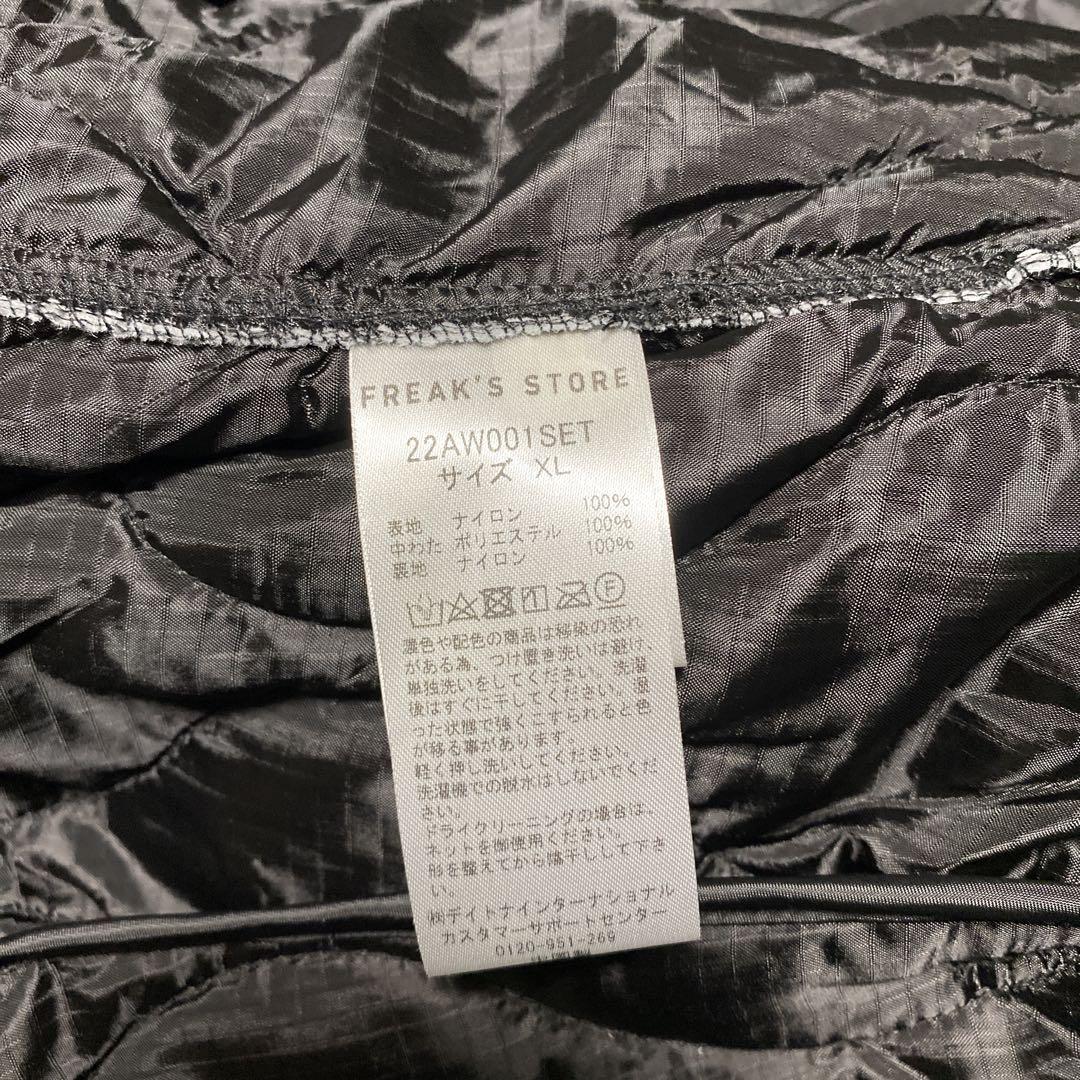 FREAK'S STORE
22AW001SET
サイズ XL
表地 ナイロン 100%
中わた ポリエステル 100%
裏地 ナイロン 100%
F
濃色や配色の商品は移染の恐れ
がある為、つけ置き洗いは避け、
単独洗いをしてください。洗濯
後はすぐに干してください。湿
った状態で強くこすられると色
が移る事があります
軽く押し洗いしてください。
洗濯機での脱水はしないでくだ
さい。
ドライクリーニングの場合は、
ネットを御使用ください。
形を整えてから陰干しして下さ
い。
㈱デイトナインターナショナル
カスタマーサポートセンター
0120-951-269